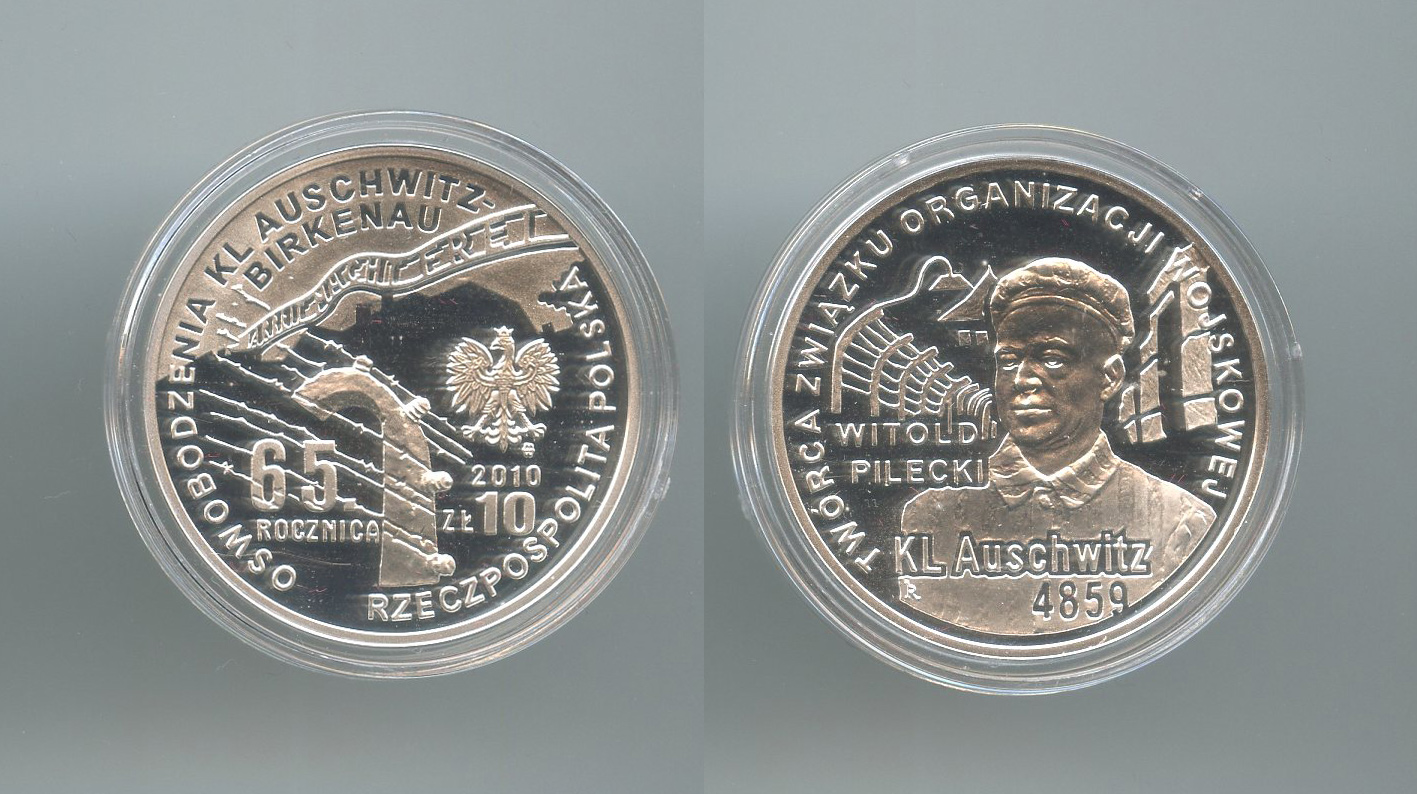 OSWOBODZENIA KL AUSCHWITZ-
BIRKENAU
65
ROCZNICA
2010
ZŁ 10
RZECZPOSPOLITA POLSKA
TWÓRCA ZWIĄZKU ORGANIZACJI WOJSKOWEJ
WITOLD
PILECKI
KL Auschwitz
4859